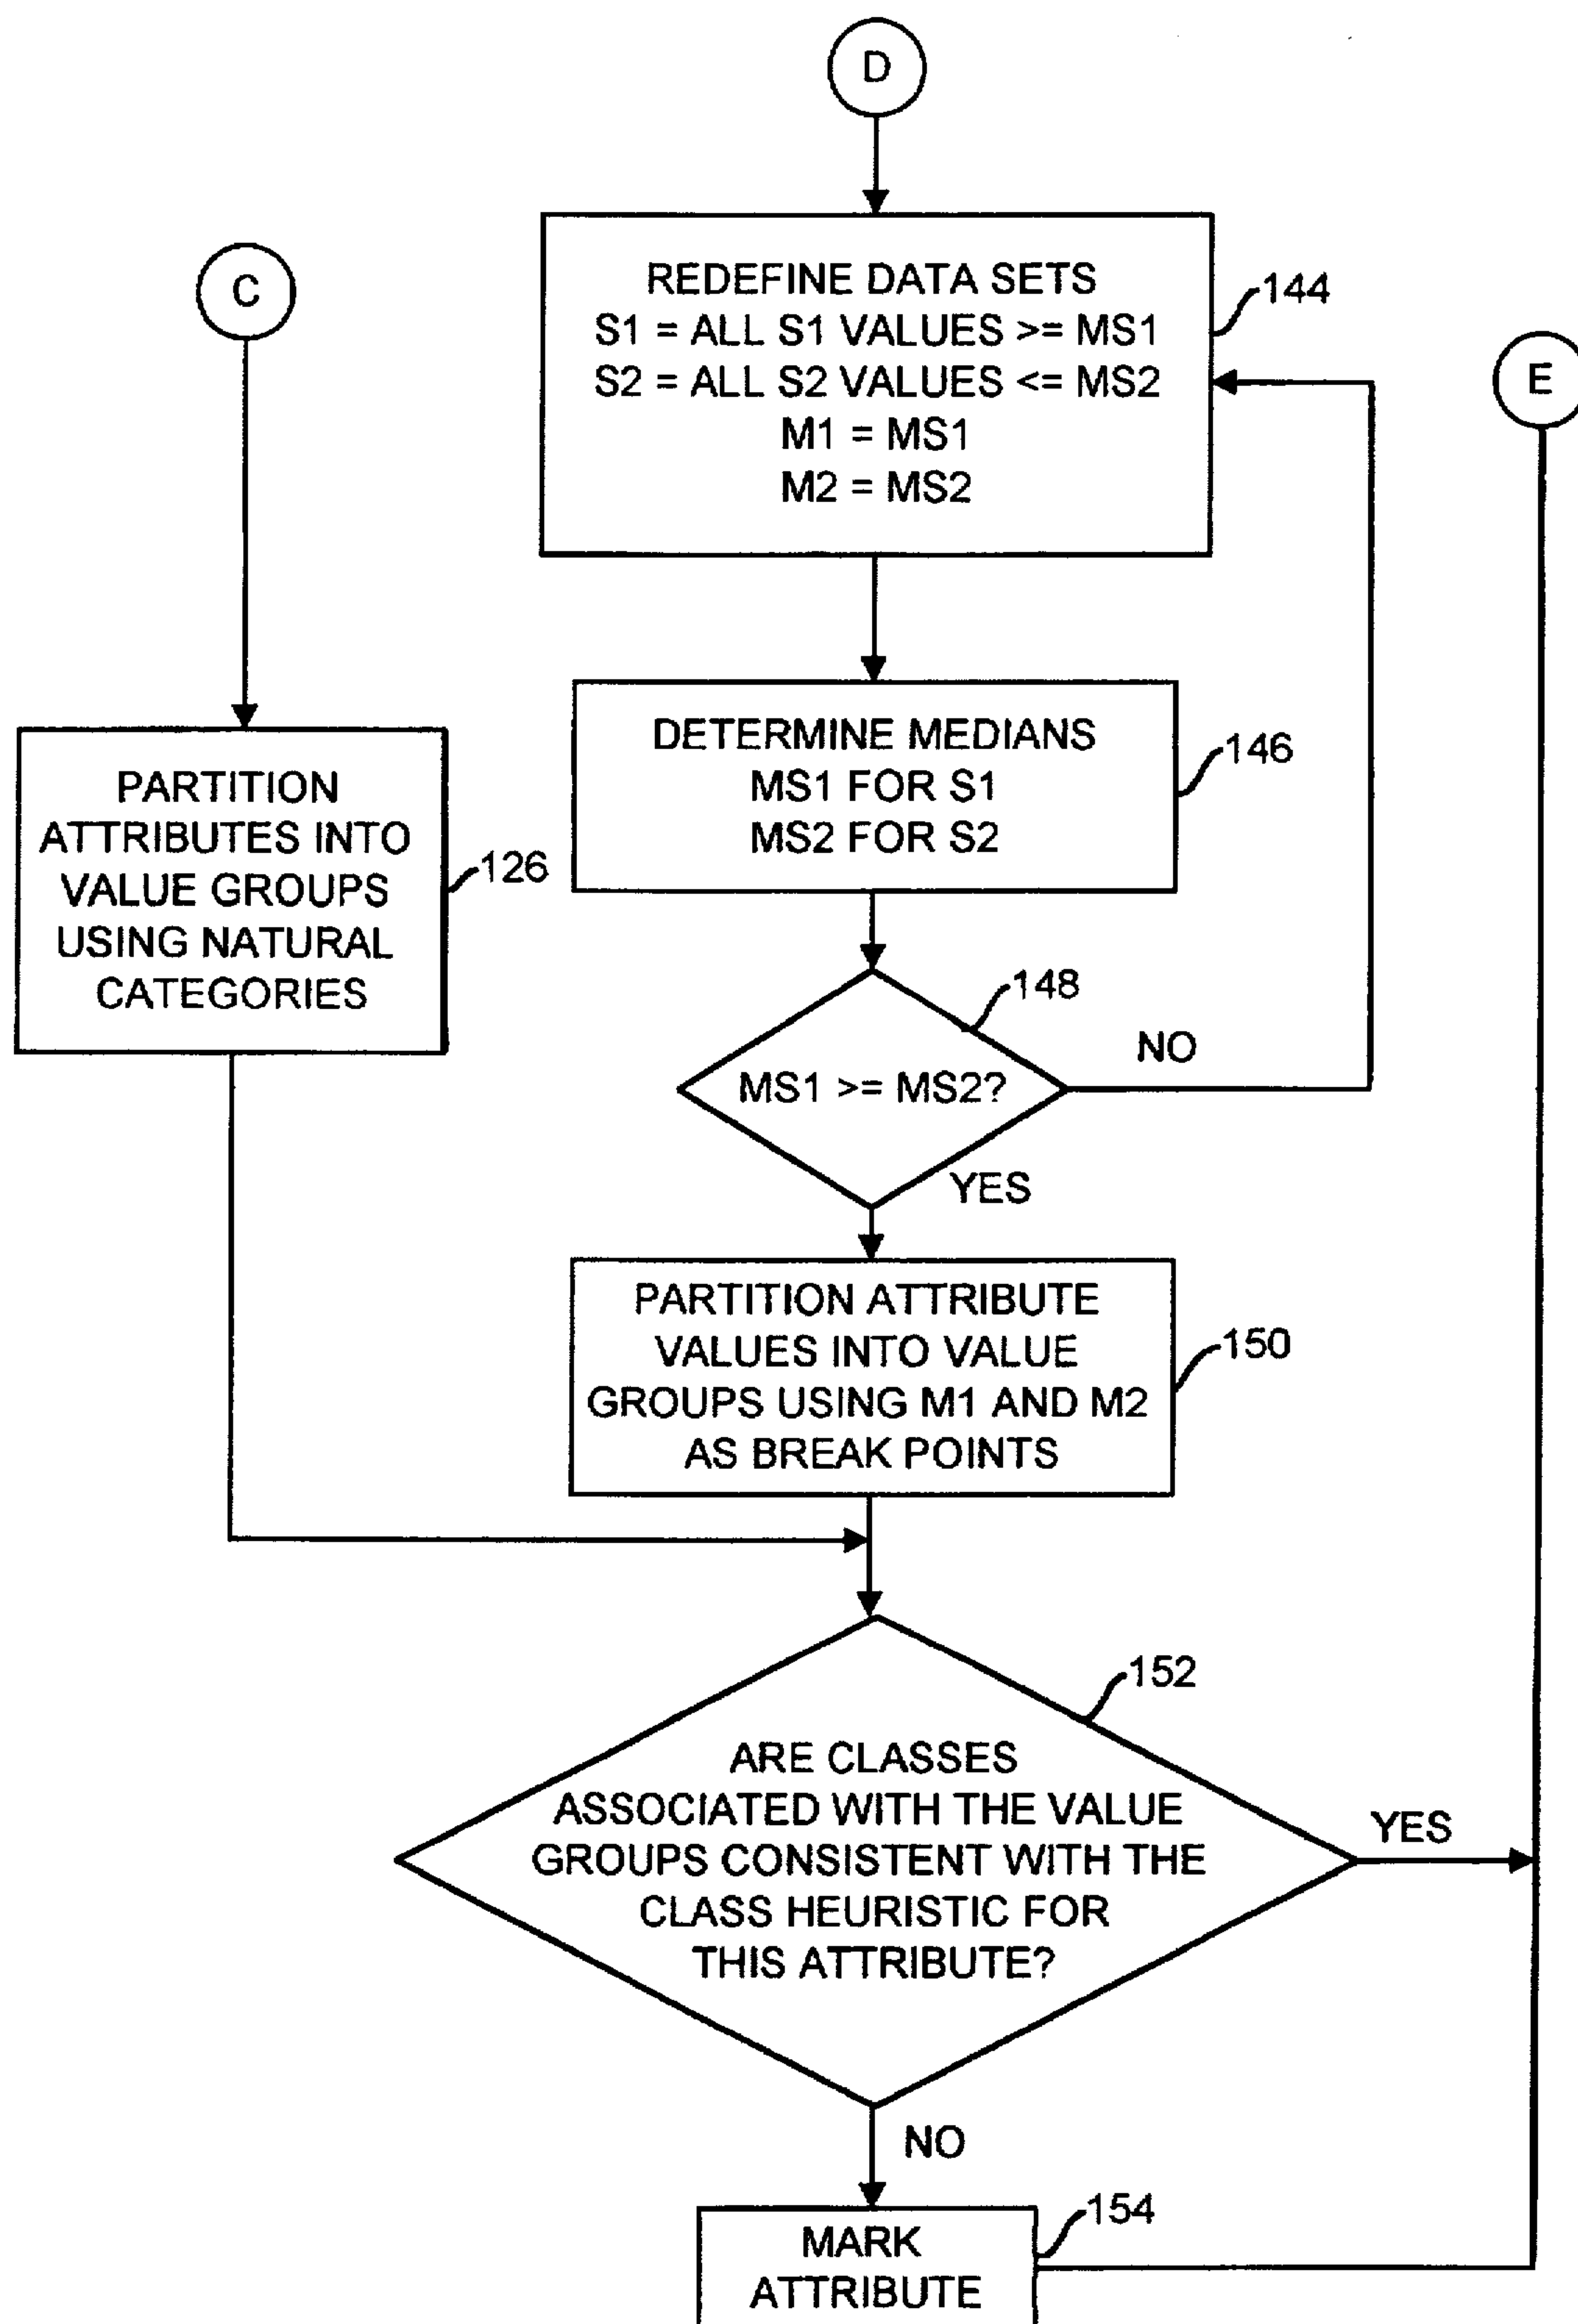 D
C
E
REDEFINE DATA SETS
S1 = ALL S1 VALUES >= MS1
S2 = ALL S2 VALUES <= MS2
M1 = MS1
M2 = MS2
144
DETERMINE MEDIANS
MS1 FOR S1
MS2 FOR S2
146
PARTITION
ATTRIBUTES INTO
VALUE GROUPS
USING NATURAL
CATEGORIES
126
148
MS1 >= MS2?
NO
YES
PARTITION ATTRIBUTE
VALUES INTO VALUE
GROUPS USING M1 AND M2
AS BREAK POINTS
150
152
ARE CLASSES
ASSOCIATED WITH THE VALUE
GROUPS CONSISTENT WITH THE
CLASS HEURISTIC FOR
THIS ATTRIBUTE?
YES
NO
MARK
ATTRIBUTE
154